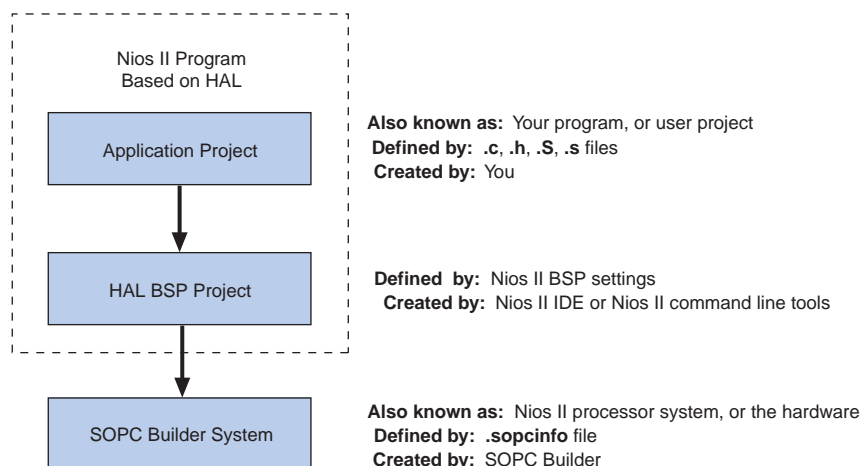 Nios II Program
Based on HAL
Application Project
Also known as: Your program, or user project
Defined by: .c, .h, .S, .s files
Created by: You
HAL BSP Project
Defined by: Nios II BSP settings
Created by: Nios II IDE or Nios II command line tools
SOPC Builder System
Also known as: Nios II processor system, or the hardware
Defined by: .sopcinfo file
Created by: SOPC Builder